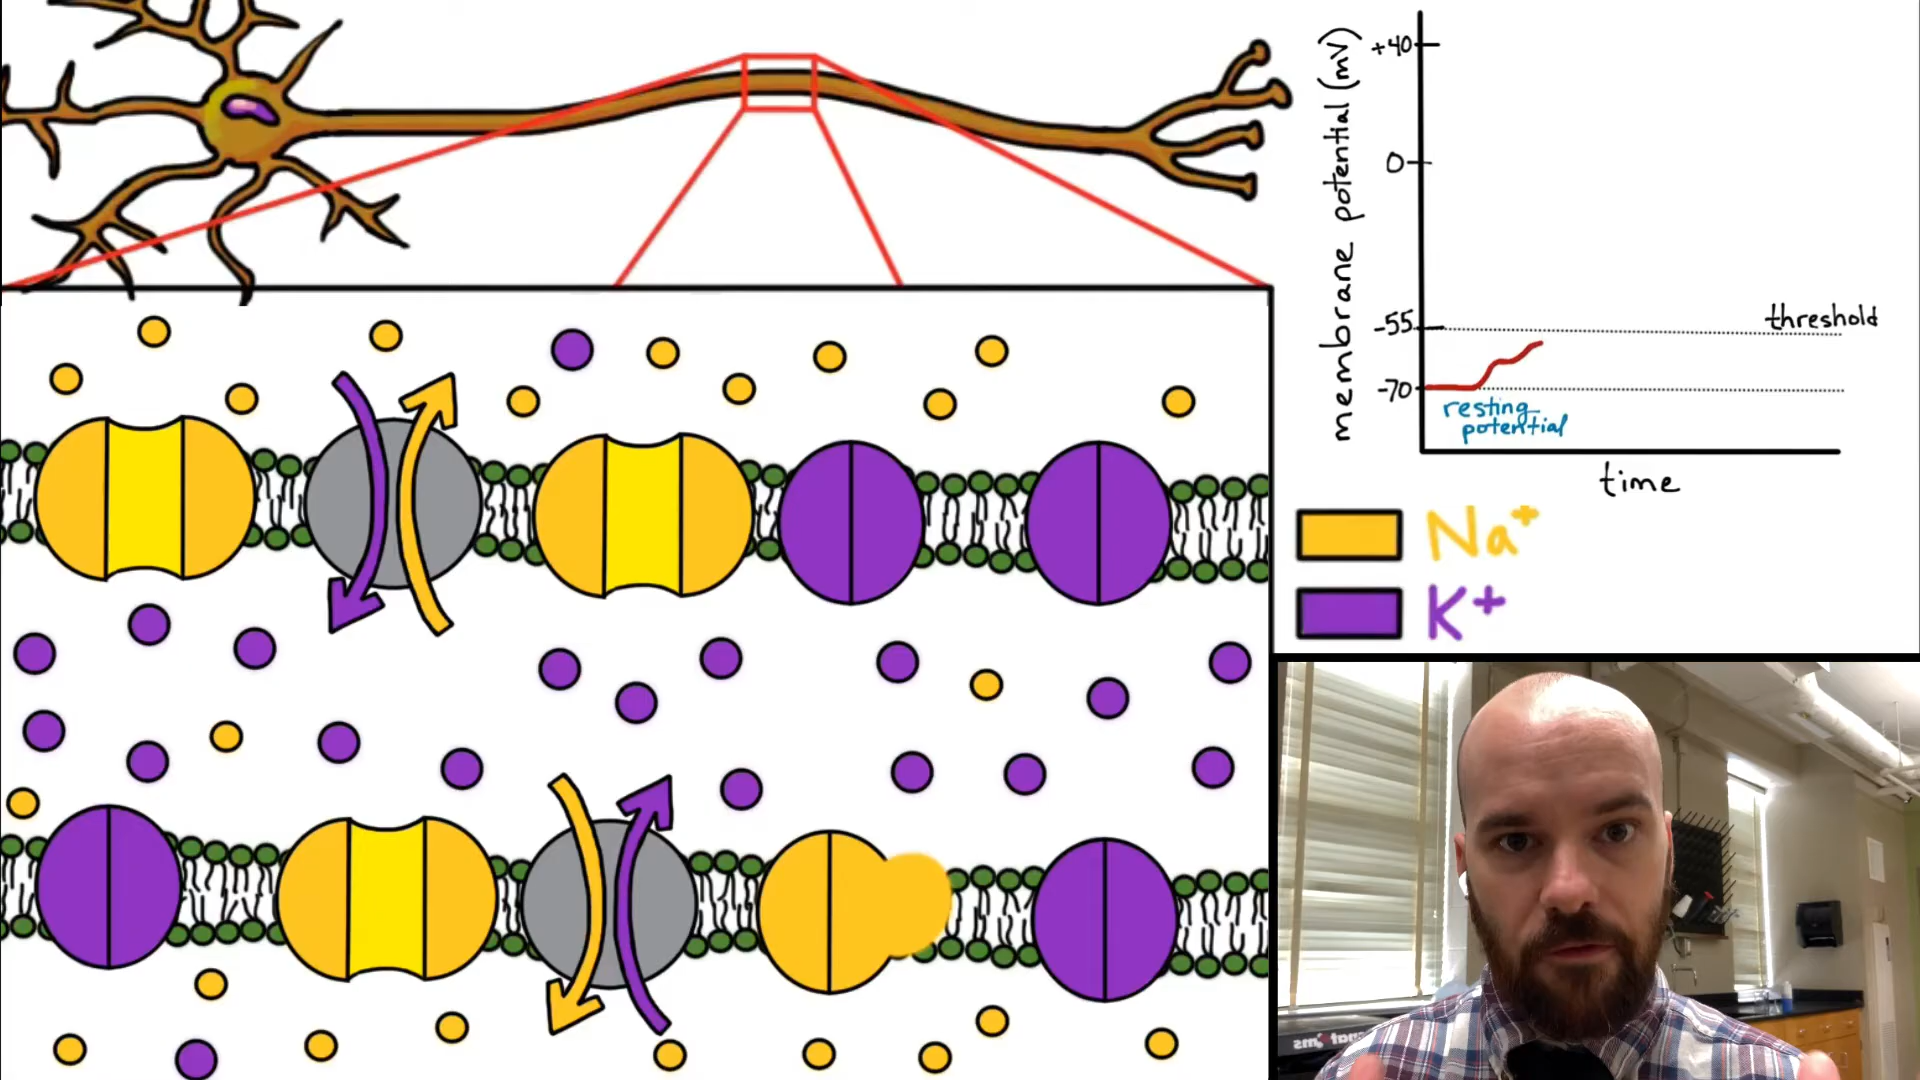 membrane potential (mV)
+40
0
-55
threshold
-70
resting
potential
time
Na+
K+